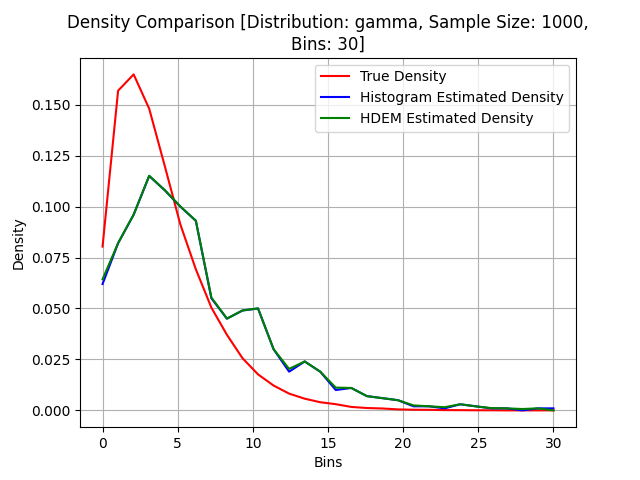 Density Comparison [Distribution: gamma, Sample Size: 1000,
Bins: 30]
True Density
Histogram Estimated Density
HDEM Estimated Density
Density
0.150
0.125
0.100
0.075
0.050
0.025
0.000
0 5 10 15 20 25 30
Bins